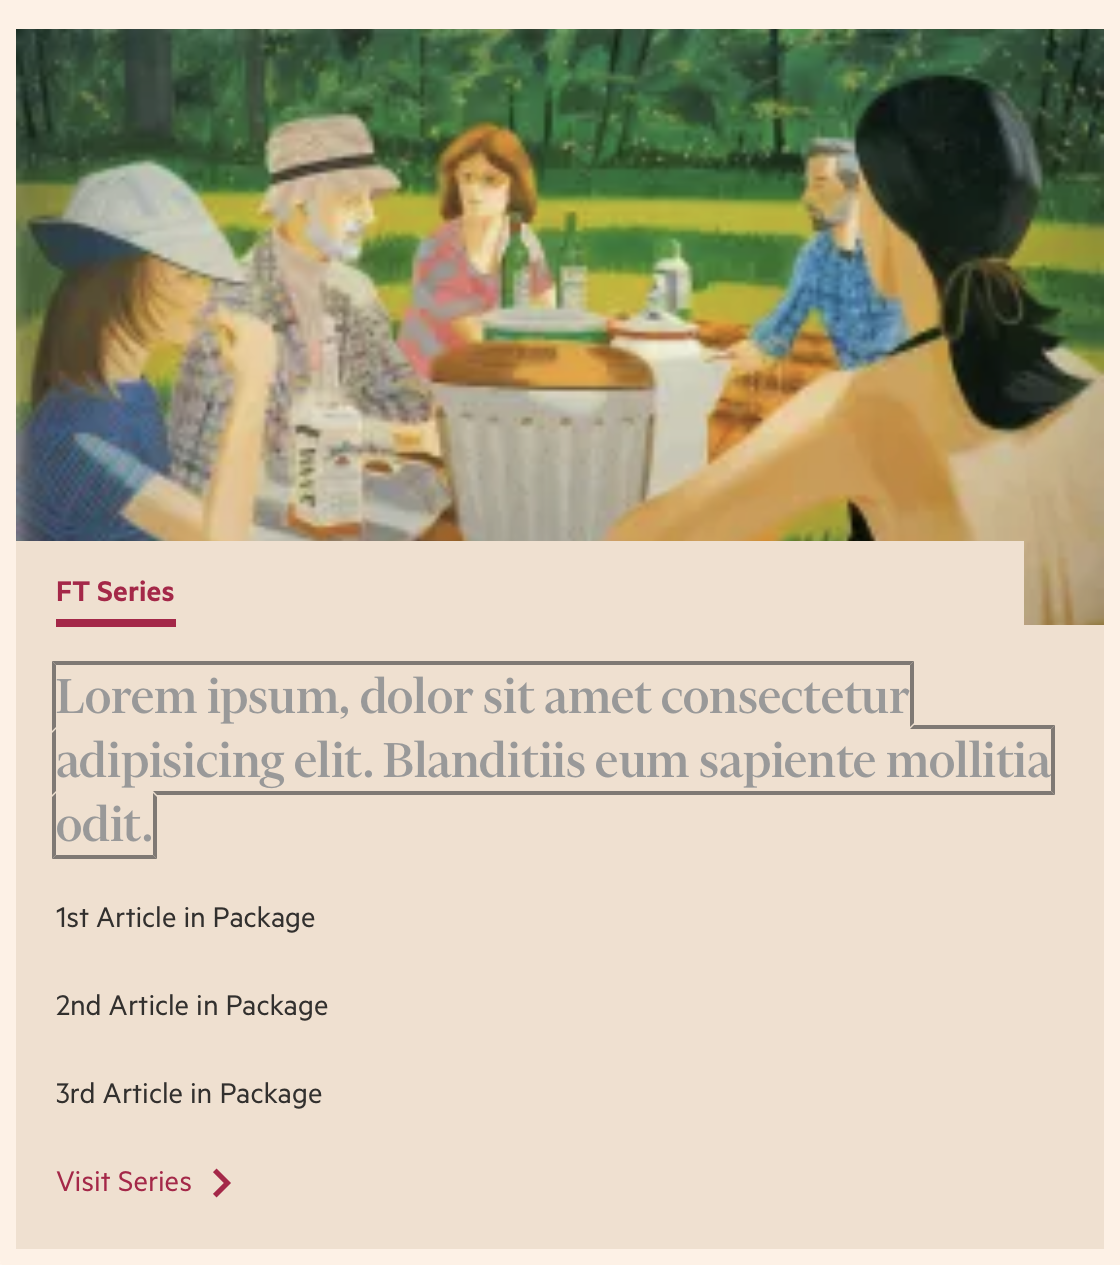 FT Series
Lorem ipsum, dolor sit amet consectetur
adipisicing elit. Blanditiis eum sapiente mollitia
odit.
1st Article in Package
2nd Article in Package
3rd Article in Package
Visit Series